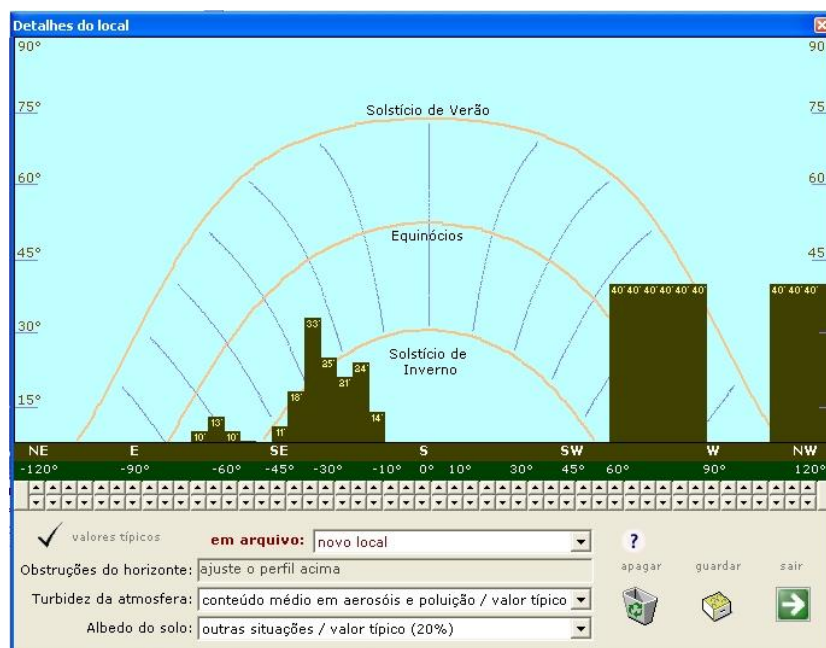 Detalhes do local
90° 90
75° 75
Solstício de Verão
60° 60
Equinócios
45° 45
40° 40° 40° 40° 40° 40° 40° 40° 40°
33°
30° 30
Solstício de
Inverno
25° 21° 24°
18°
15° 15
10° 13° 10° 11° 14°
NE E SE S SW W NW
-120° -90° -60° -45° -30° -10° 0° 10° 30° 45° 60° 90° 120°
valores típicos em arquivo: novo local ?
Obstruções do horizonte: ajuste o perfil acima apagar guardar sair
Turbidez da atmosfera: conteúdo médio em aerosóis e poluição / valor típico
Albedo do solo: outras situações / valor típico (20%)